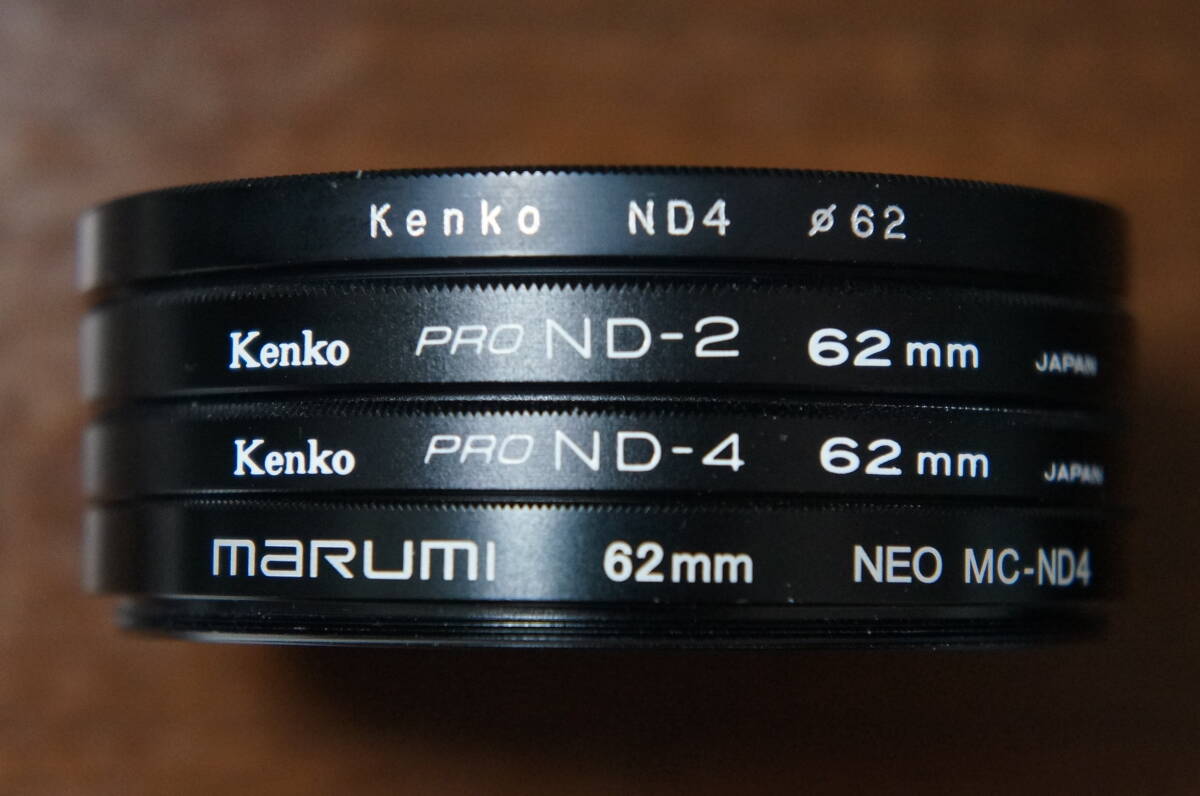 Kenko ND4 ø62
Kenko PRO ND-2 62mm JAPAN
Kenko PRO ND-4 62mm JAPAN
marumi 62mm NEO MC-ND4